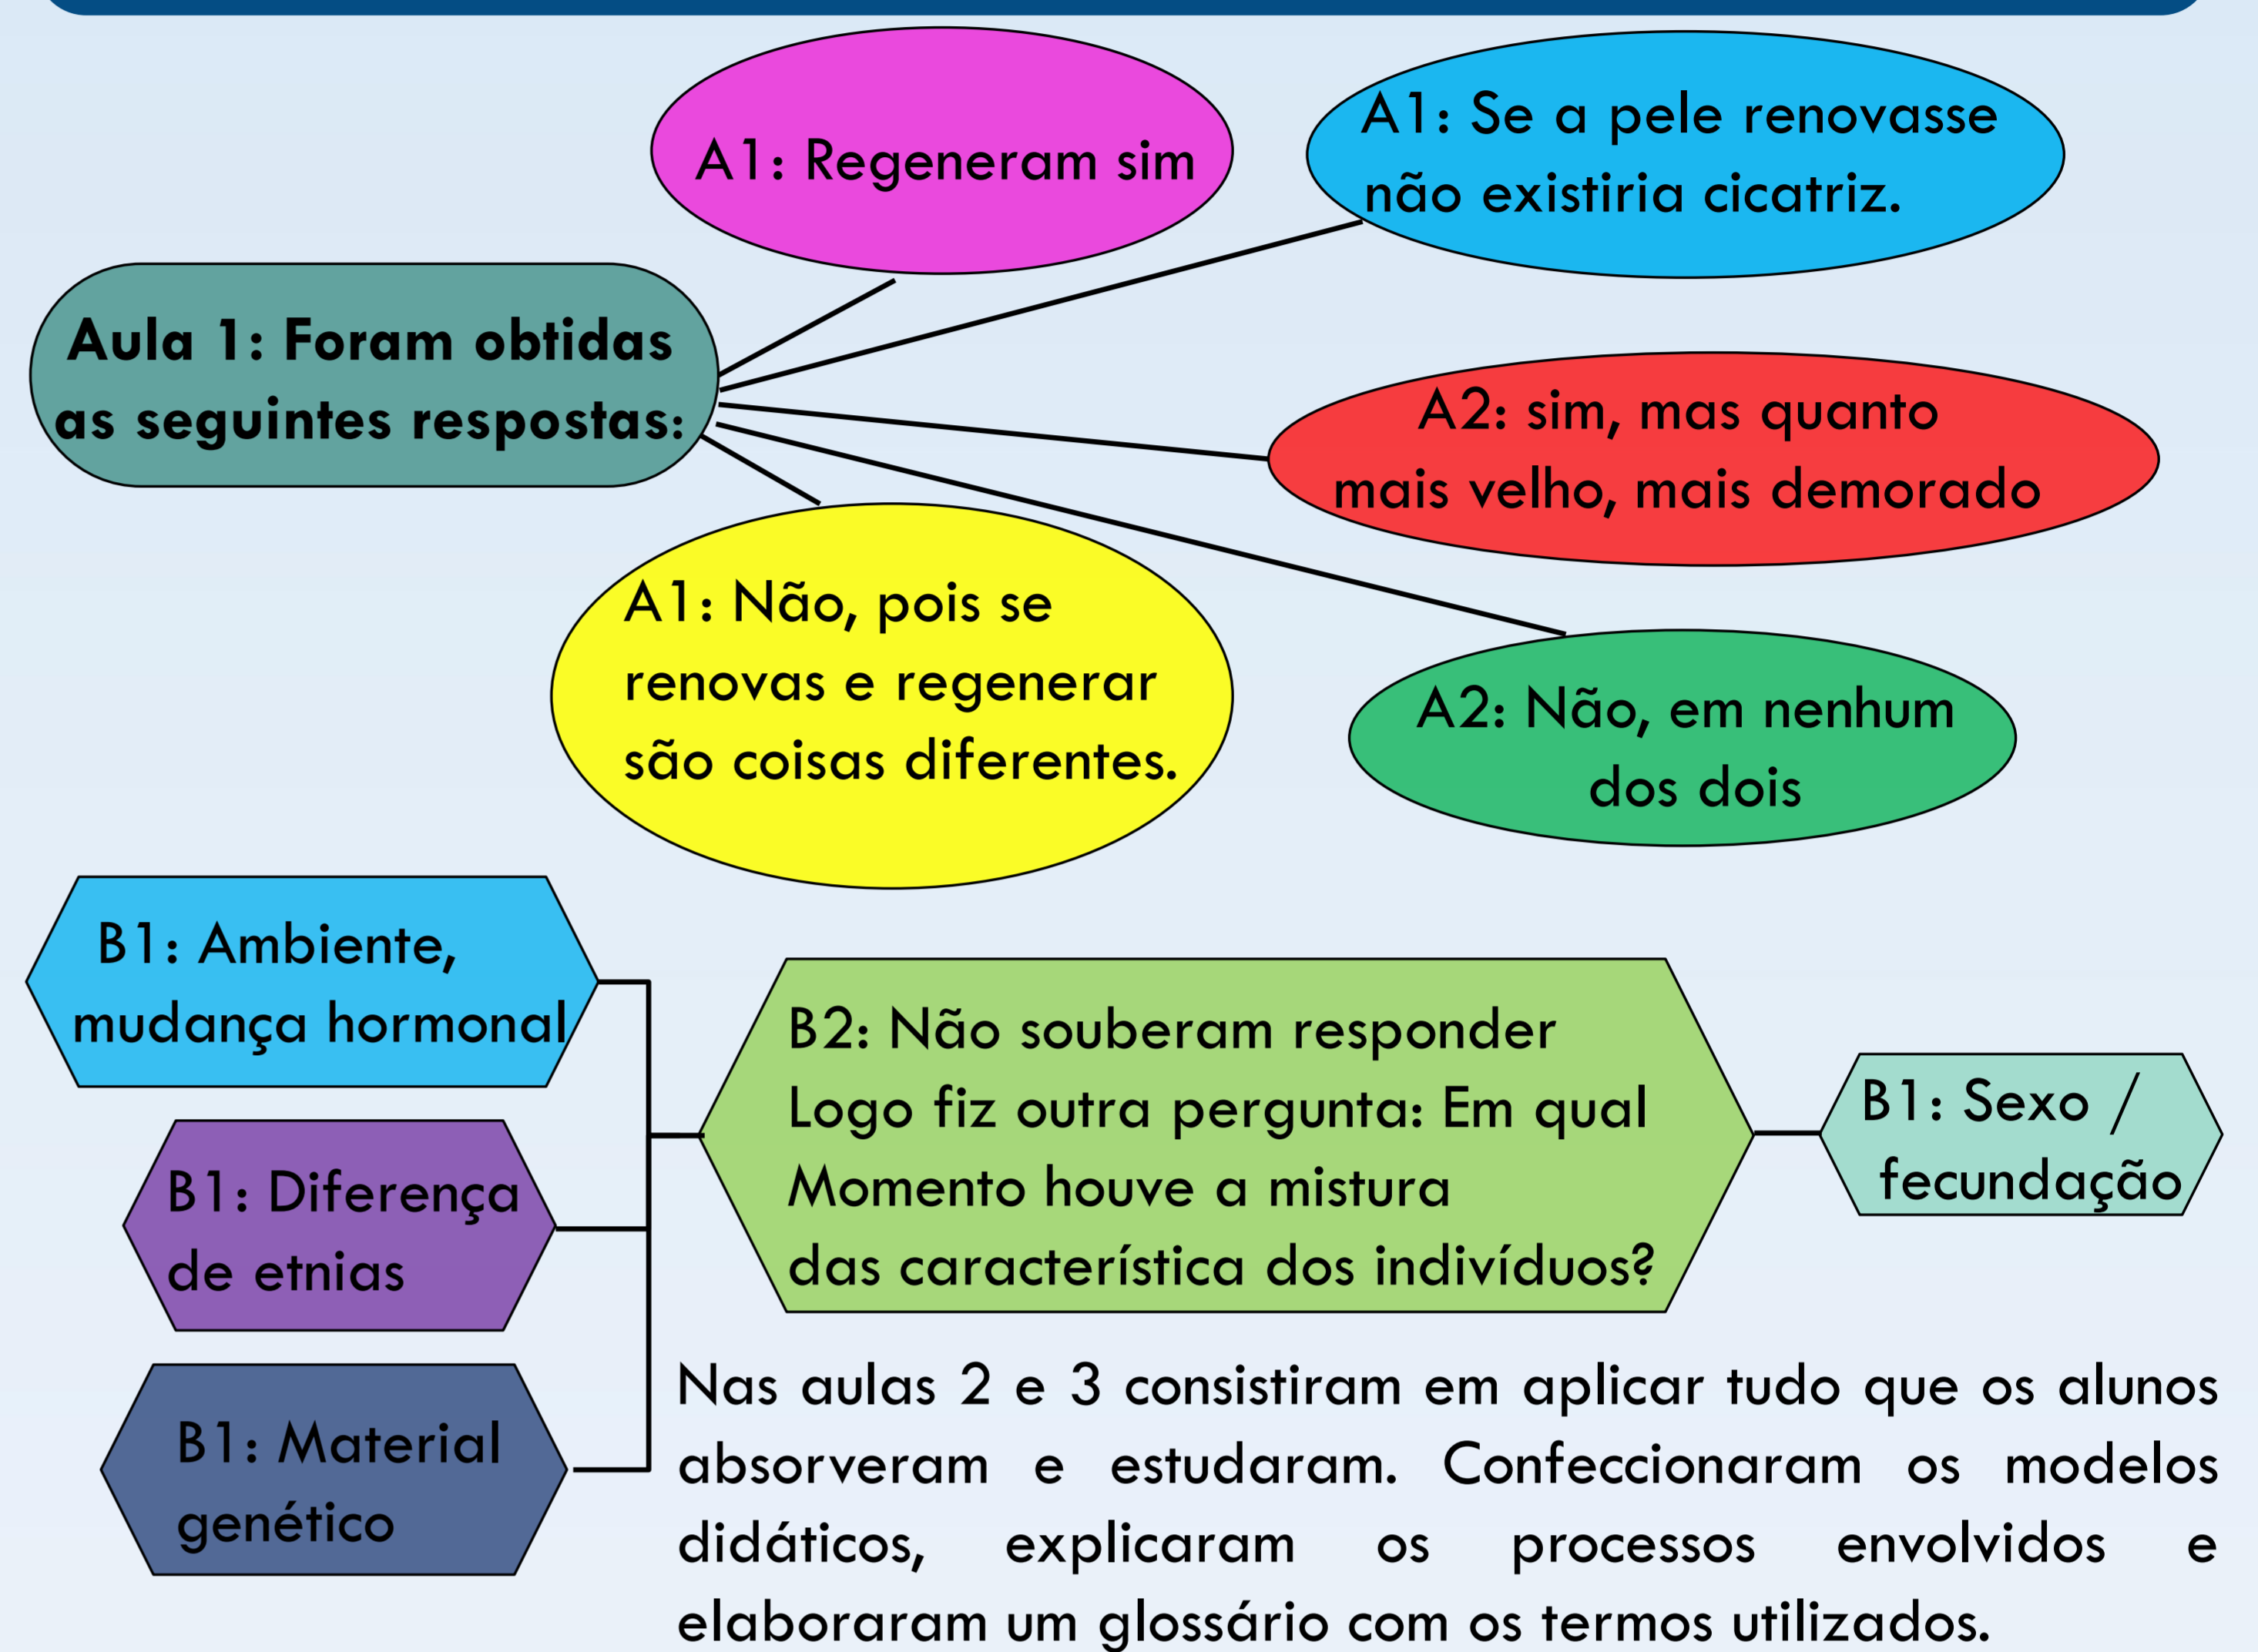 A1: Regeneram sim
A1: Se a pele renovasse
não existiria cicatriz.
Aula 1: Foram obtidas
as seguintes respostas:
A2: sim, mas quanto
mais velho, mais demorado
A1: Não, pois se
renovas e regenerar
são coisas diferentes.
A2: Não, em nenhum
dos dois
B1: Ambiente,
mudança hormonal
B1: Diferença
de etnias
B1: Material
genético
B2: Não souberam responder
Logo fiz outra pergunta: Em qual
Momento houve a mistura
das característica dos indivíduos?
B1: Sexo /
fecundação
Nas aulas 2 e 3 consistiram em aplicar tudo que os alunos
absorveram e estudaram. Confeccionaram os modelos
didáticos, explicaram os processos envolvidos e
elaboraram um glossário com os termos utilizados.